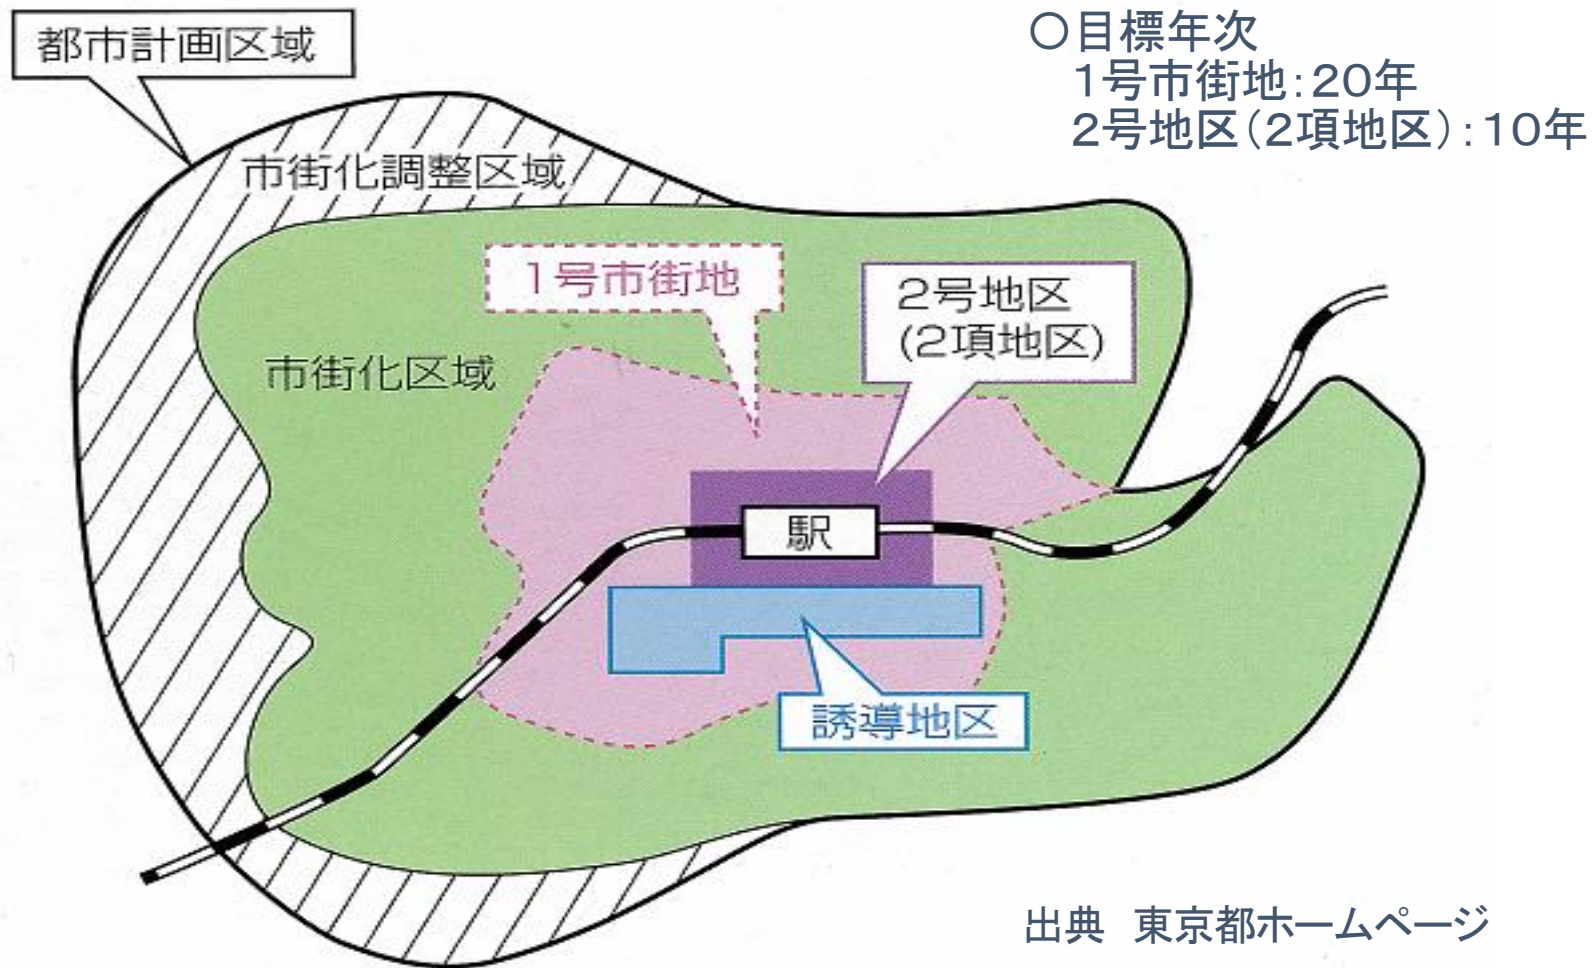 都市計画区域
○目標年次
1号市街地:20年
2号地区(2項地区):10年
市街化調整区域
1号市街地
2号地区
(2項地区)
市街化区域
駅
誘導地区
出典　東京都ホームページ